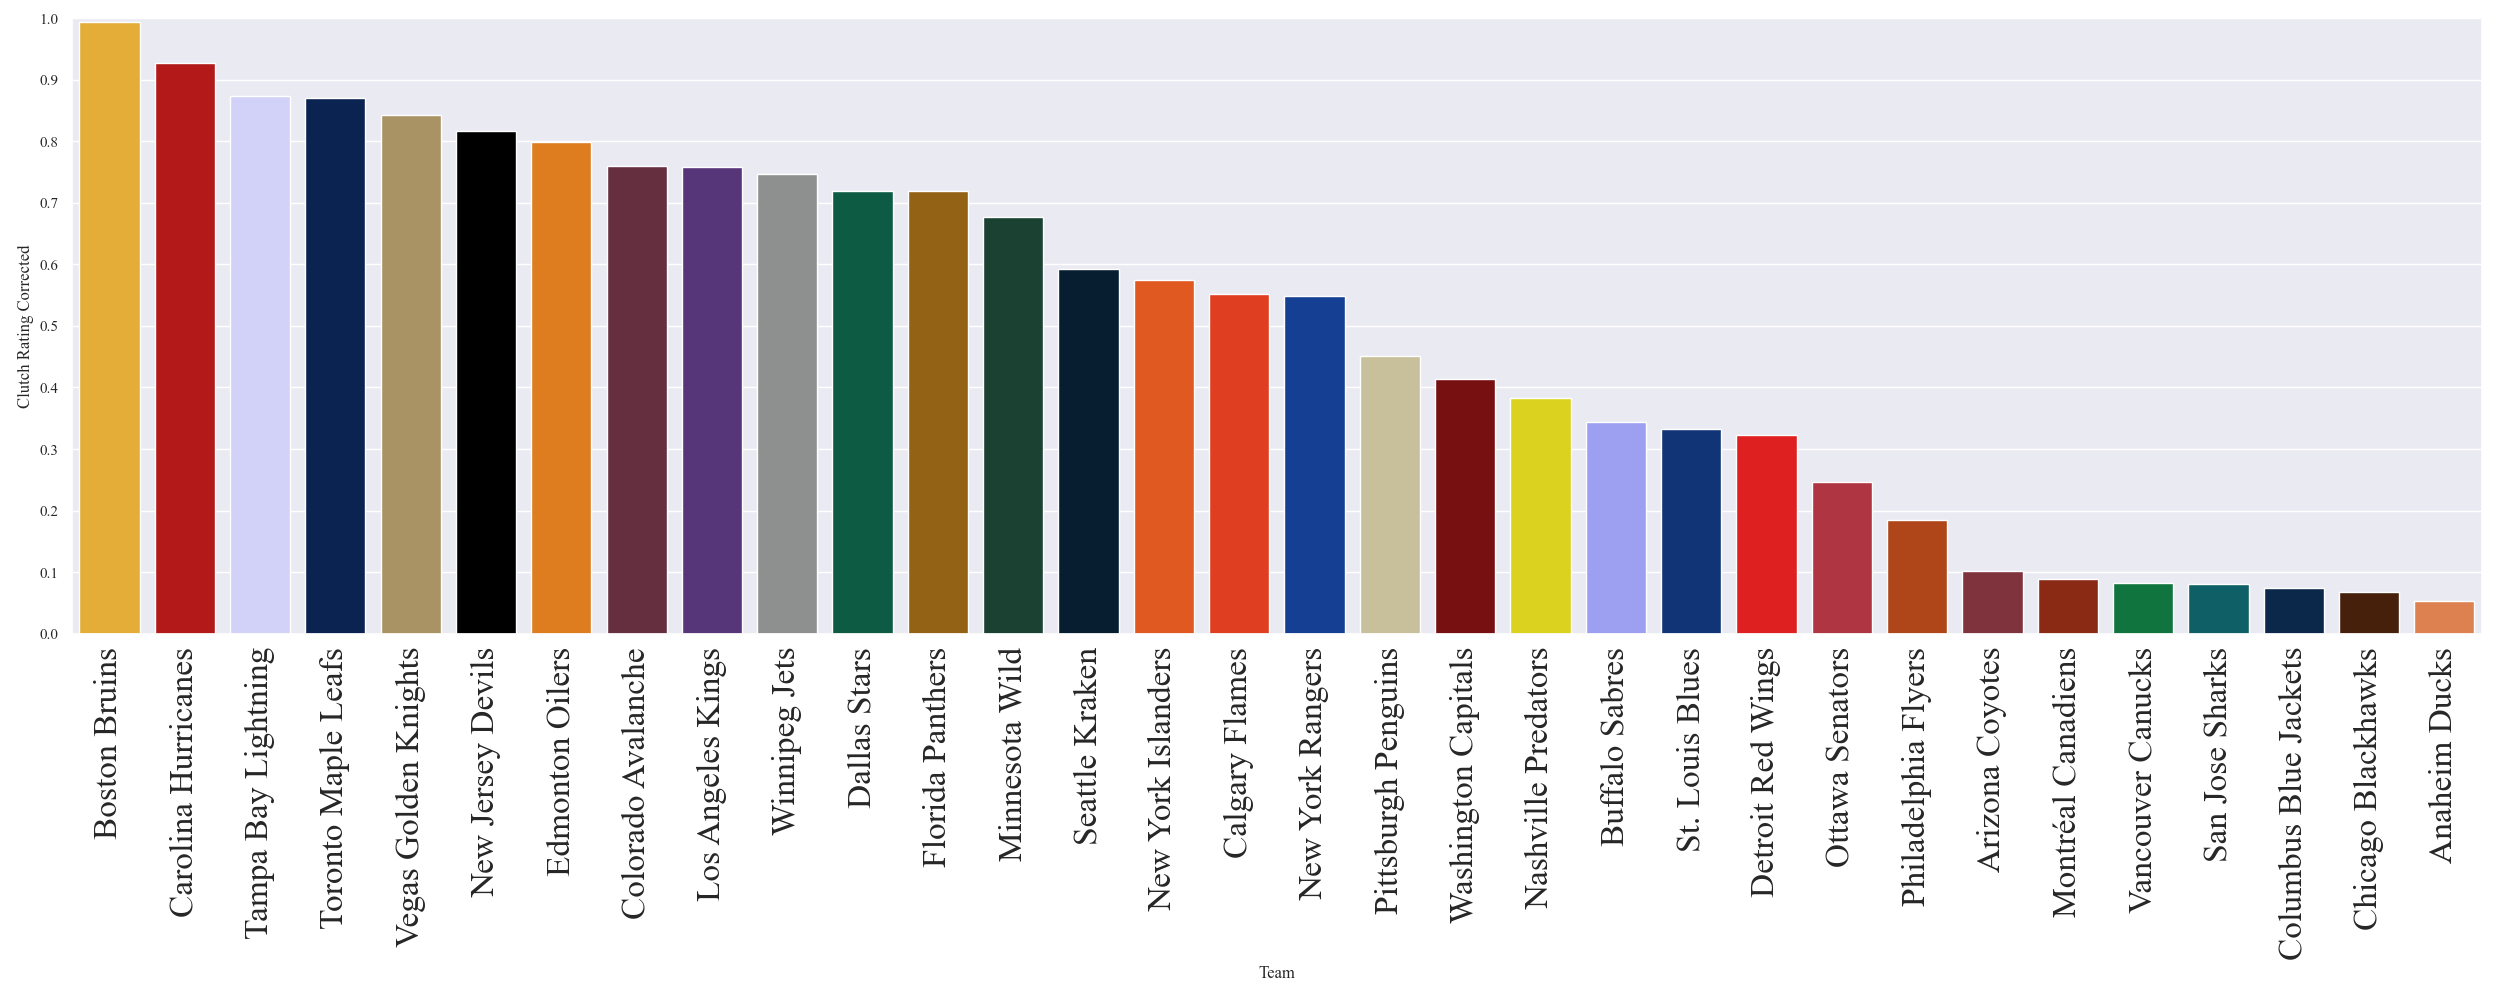 1.0
0.9
0.8
0.7
0.6
0.5
0.4
0.3
0.2
0.1
0.0
Clutch Rating Corrected
Boston Bruins
Carolina Hurricanes
Tampa Bay Lightning
Toronto Maple Leafs
Vegas Golden Knights
New Jersey Devils
Edmonton Oilers
Colorado Avalanche
Los Angeles Kings
Winnipeg Jets
Dallas Stars
Florida Panthers
Minnesota Wild
Seattle Kraken
New York Islanders
Calgary Flames
New York Rangers
Pittsburgh Penguins
Washington Capitals
Nashville Predators
Buffalo Sabres
St. Louis Blues
Detroit Red Wings
Ottawa Senators
Philadelphia Flyers
Arizona Coyotes
Montréal Canadiens
Vancouver Canucks
San Jose Sharks
Columbus Blue Jackets
Chicago Blackhawks
Anaheim Ducks
Team